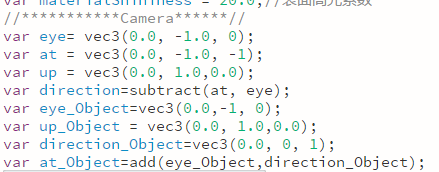 var materialShininess = 20.0;//表面高光系数
//***********Camera******//
var eye= vec3(0.0, -1.0, 0);
var at = vec3(0.0, -1.0, -1);
var up = vec3(0.0, 1.0,0.0);
var direction=subtract(at, eye);
var eye_Object=vec3(0.0,-1, 0);
var up_Object = vec3(0.0, 1.0,0.0);
var direction_Object=vec3(0.0, 0, 1);
var at_Object=add(eye_Object,direction_Object);